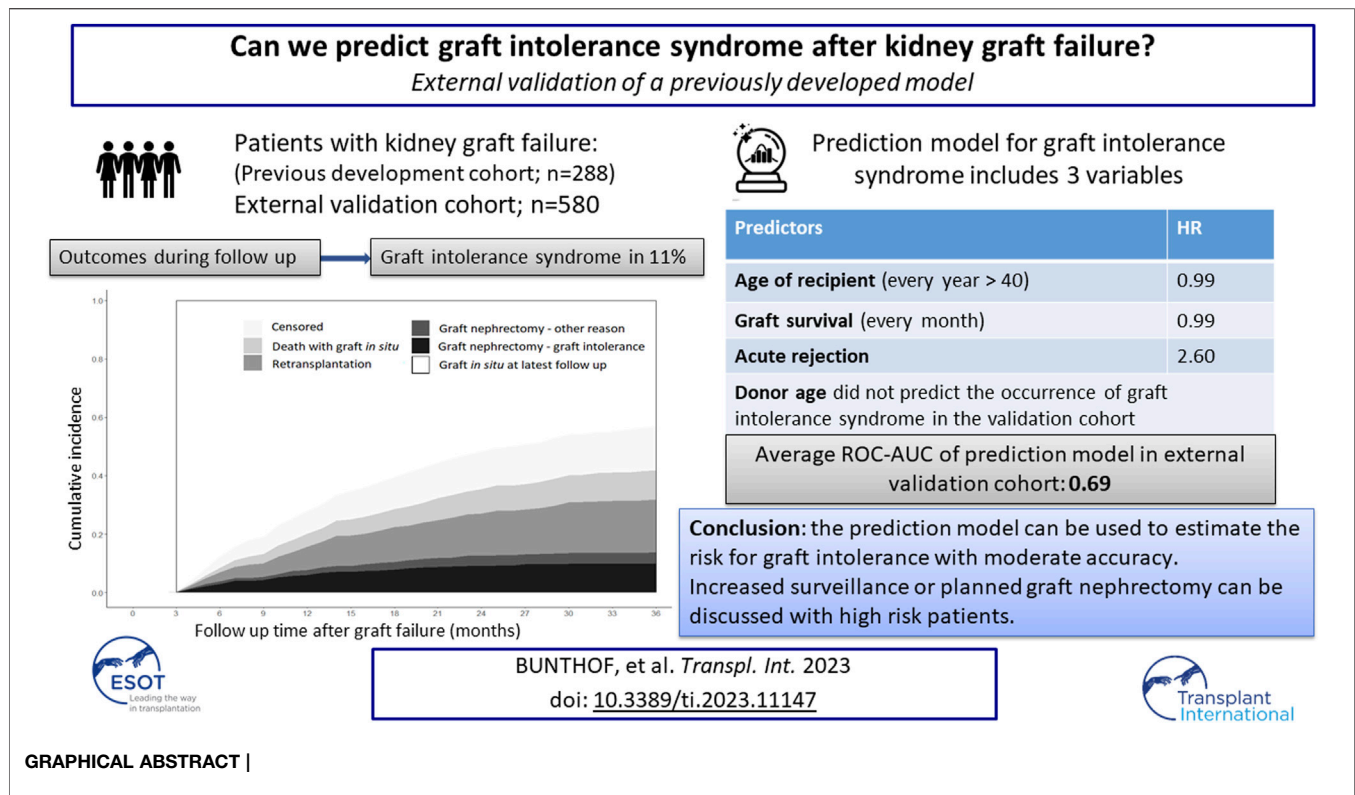 Can we predict graft intolerance syndrome after kidney graft failure?
External validation of a previously developed model
Patients with kidney graft failure:
(Previous development cohort; n=288)
External validation cohort; n=580
Outcomes during follow up
Graft intolerance syndrome in 11%
Cumulative incidence
1.0
0.8
0.6
0.4
0.2
0.0
Censored
Death with graft in situ
Retransplantation
Graft nephrectomy - other reason
Graft nephrectomy - graft intolerance
Graft in situ at latest follow up
0 3 6 9 12 15 18 21 24 27 30 33 36
Follow up time after graft failure (months)
Prediction model for graft intolerance
syndrome includes 3 variables
Predictors HR
Age of recipient (every year > 40) 0.99
Graft survival (every month) 0.99
Acute rejection 2.60
Donor age did not predict the occurrence of graft
intolerance syndrome in the validation cohort
Average ROC-AUC of prediction model in external
validation cohort: 0.69
Conclusion: the prediction model can be used to estimate the
risk for graft intolerance with moderate accuracy.
Increased surveillance or planned graft nephrectomy can be
discussed with high risk patients.
ESOT
Leading the way
in transplantation
BUNTHOF, et al. Transpl. Int. 2023
doi: 10.3389/ti.2023.11147
Transplant
International
GRAPHICAL ABSTRACT |